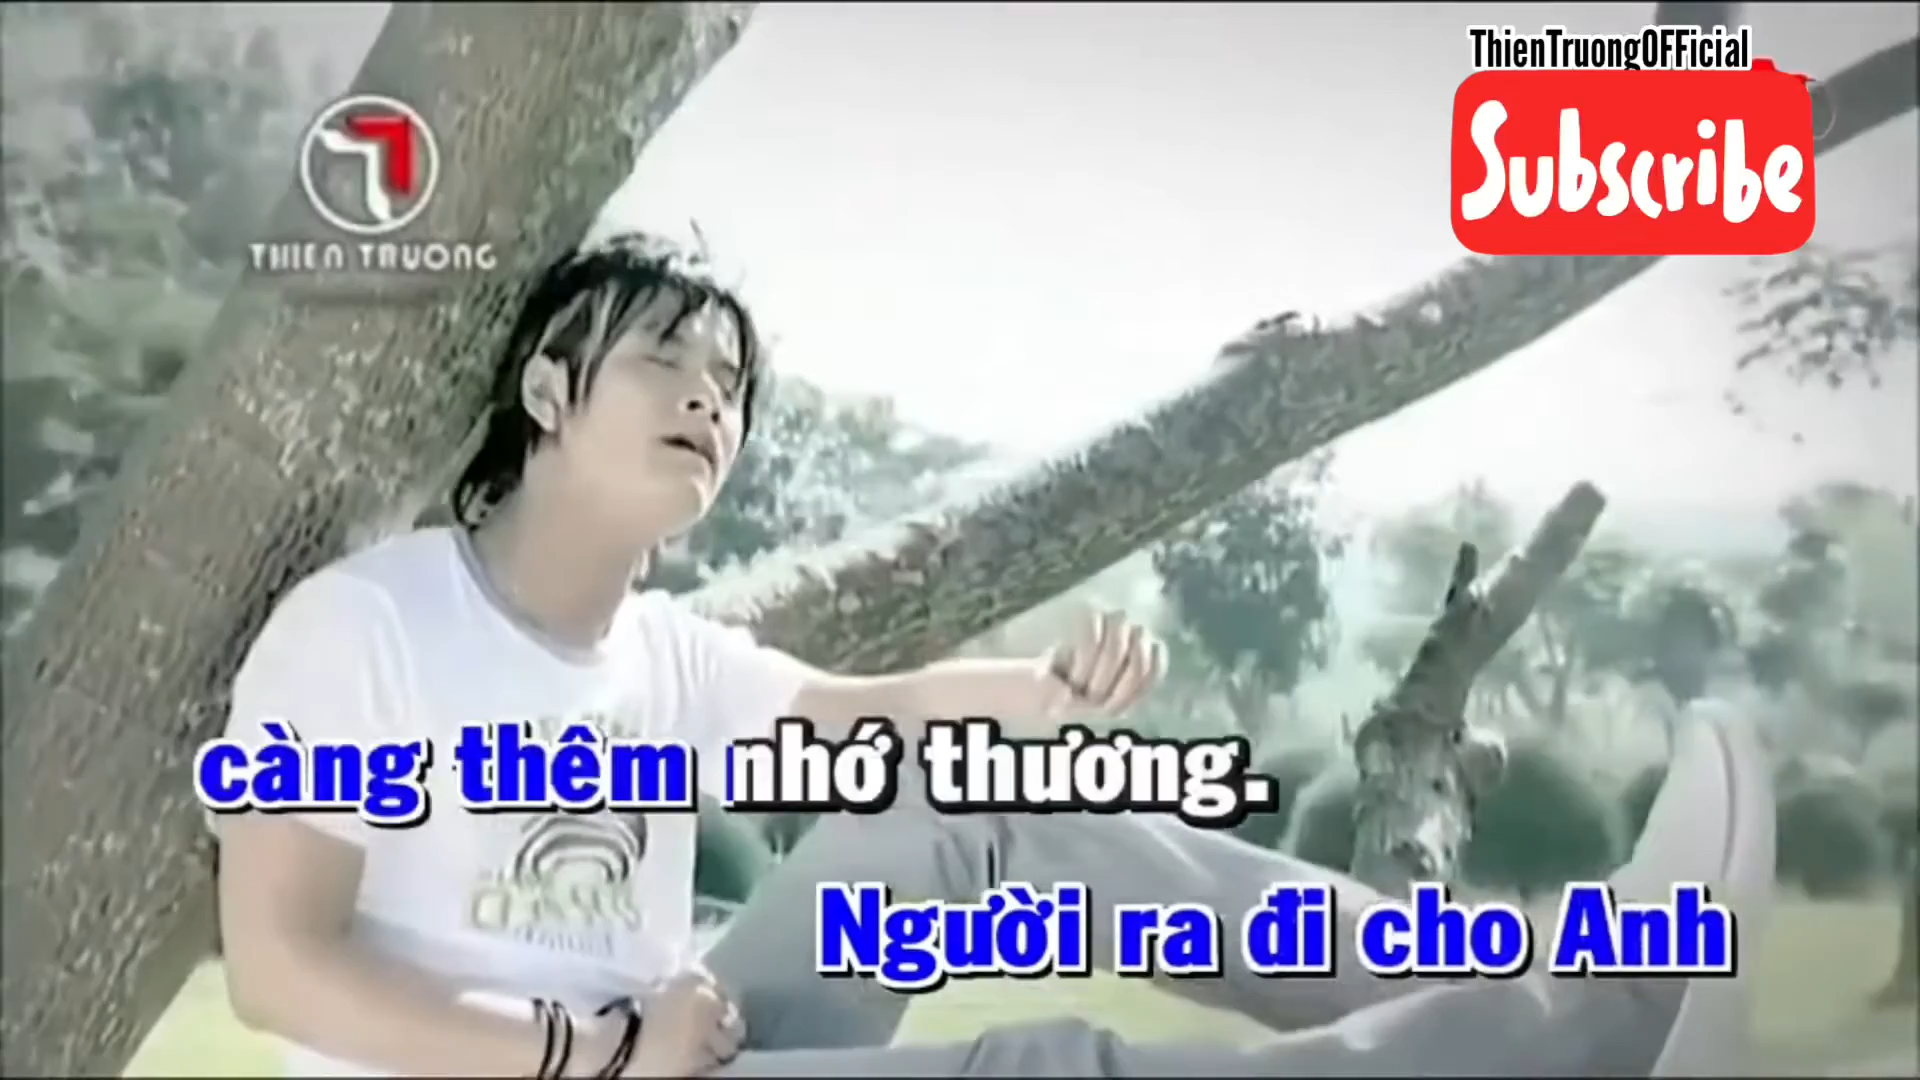 ThienTruongOFFicial
Subscribe
THIEN TRUONG
càng thêm nhớ thương.
Người ra đi cho Anh